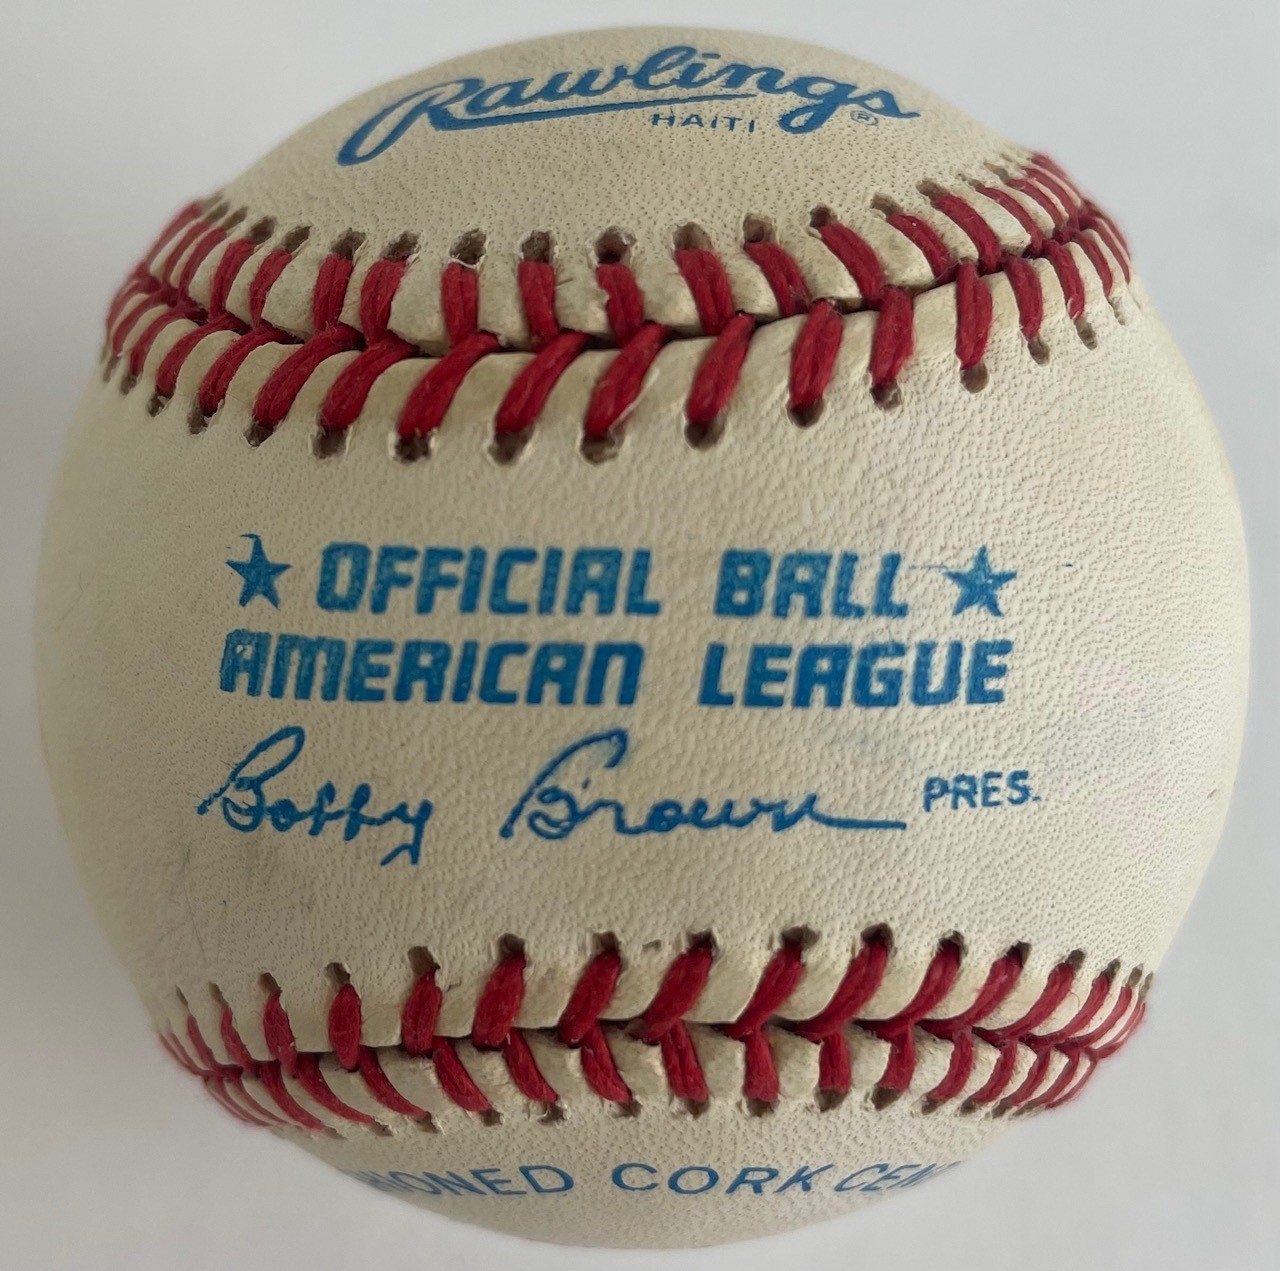 Rawlings®
HAITI
★ OFFICIAL BALL ★
AMERICAN LEAGUE
Bobby Brown PRES.
CORK